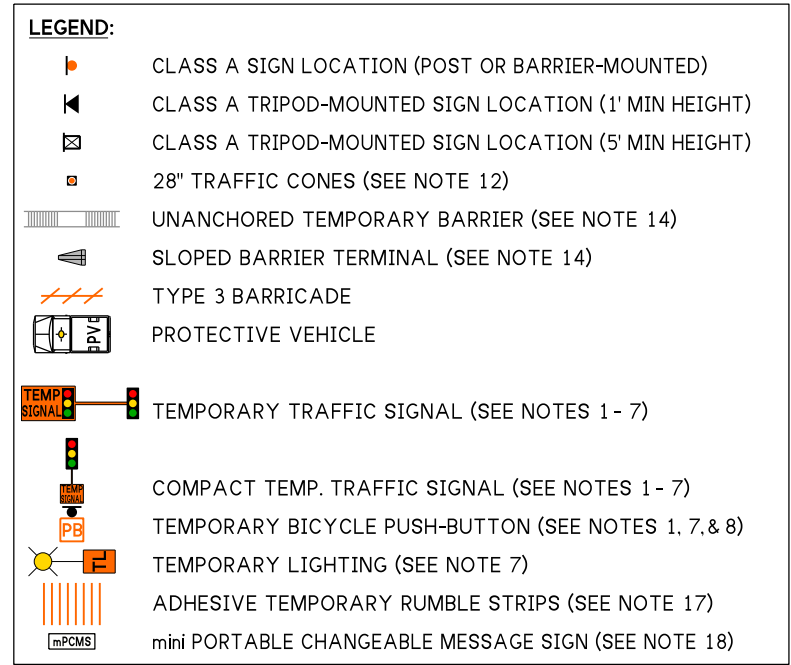 LEGEND:
CLASS A SIGN LOCATION (POST OR BARRIER-MOUNTED)
CLASS A TRIPOD-MOUNTED SIGN LOCATION (1' MIN HEIGHT)
CLASS A TRIPOD-MOUNTED SIGN LOCATION (5' MIN HEIGHT)
28" TRAFFIC CONES (SEE NOTE 12)
UNANCHORED TEMPORARY BARRIER (SEE NOTE 14)
SLOPED BARRIER TERMINAL (SEE NOTE 14)
TYPE 3 BARRICADE
PV PROTECTIVE VEHICLE
TEMP
SIGNAL TEMPORARY TRAFFIC SIGNAL (SEE NOTES 1- 7)
TEMP
SIGNAL COMPACT TEMP. TRAFFIC SIGNAL (SEE NOTES 1- 7)
PB TEMPORARY BICYCLE PUSH-BUTTON (SEE NOTES 1, 7,& 8)
TL TEMPORARY LIGHTING (SEE NOTE 7)
ADHESIVE TEMPORARY RUMBLE STRIPS (SEE NOTE 17)
mPCMS mini PORTABLE CHANGEABLE MESSAGE SIGN (SEE NOTE 18)